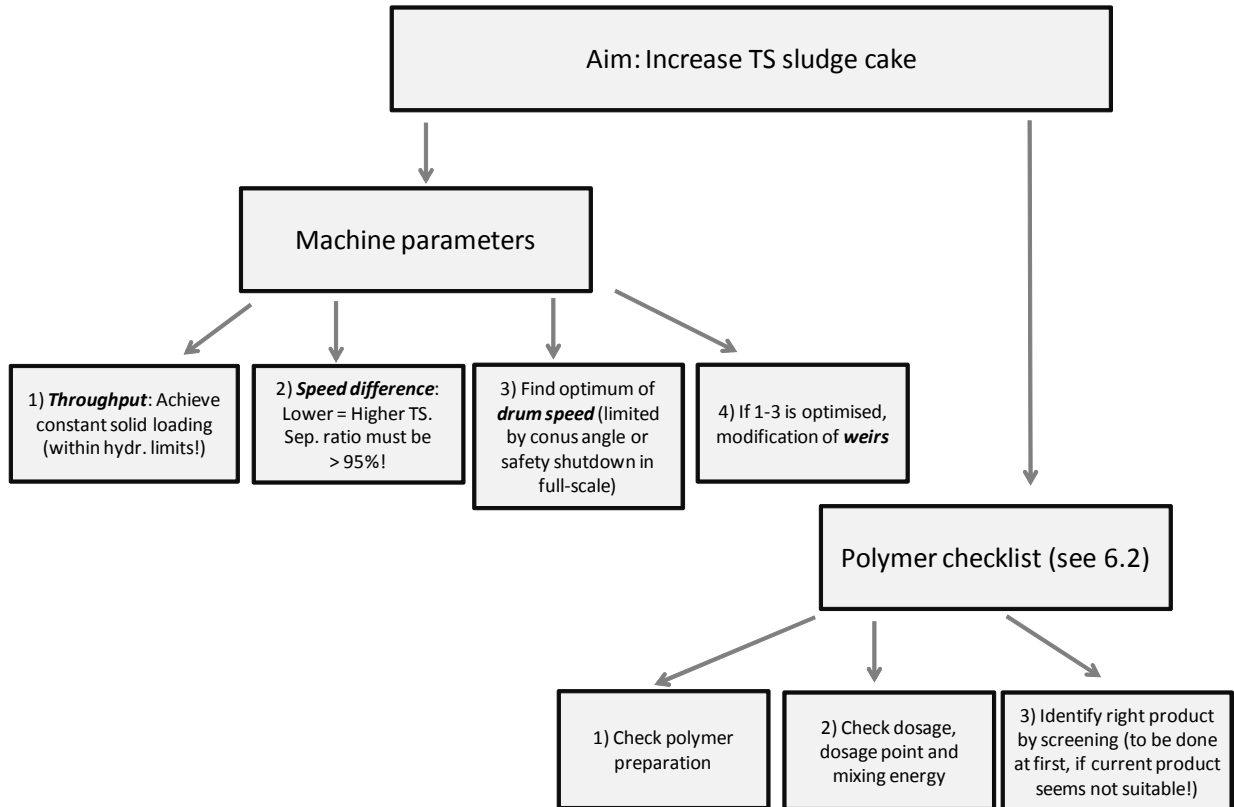 Aim: Increase TS sludge cake
Machine parameters
1) Throughput: Achieve
constant solid loading
(within hydr. limits!)
2) Speed difference:
Lower = Higher TS.
Sep. ratio must be
> 95%!
3) Find optimum of
drum speed (limited
by conus angle or
safety shutdown in
full-scale)
4) If 1-3 is optimised,
modification of weirs
Polymer checklist (see 6.2)
1) Check polymer
preparation
2) Check dosage,
dosage point and
mixing energy
3) Identify right product
by screening (to be done
at first, if current product
seems not suitable!)